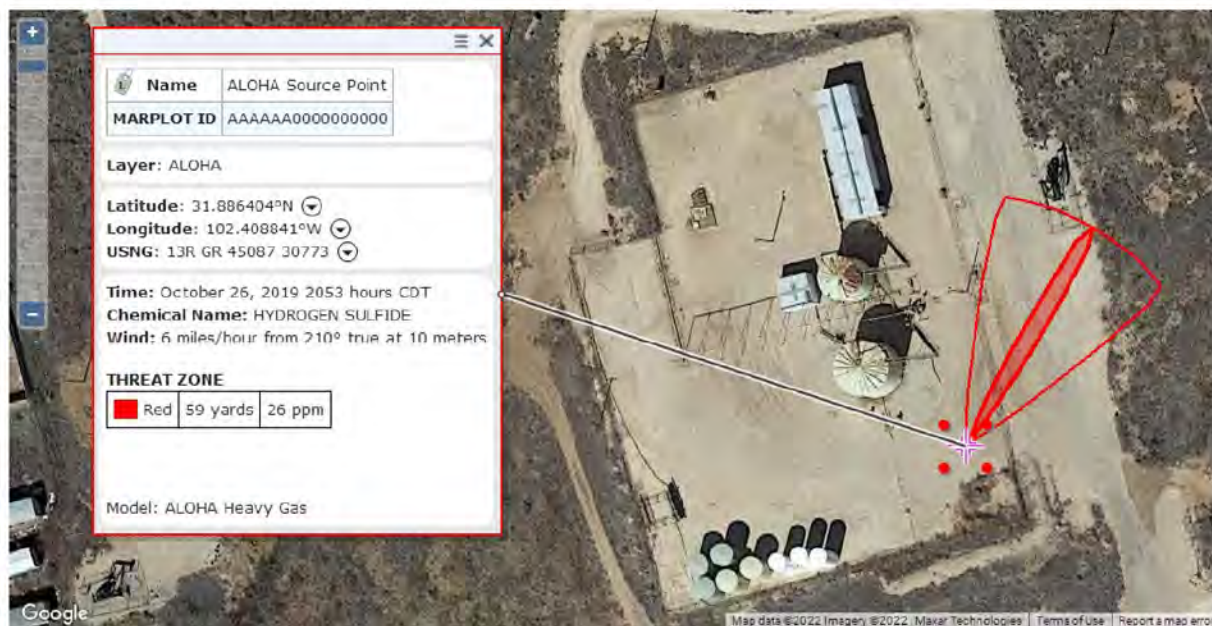 Name ALOHA Source Point
MARPLOT ID AAAAAA0000000000
Layer: ALOHA
Latitude: 31.886404ºN
Longitude: 102.408841ºW
USNG: 13R GR 45087 30773
Time: October 26, 2019 2053 hours CDT
Chemical Name: HYDROGEN SULFIDE
Wind: 6 miles/hour from 210º true at 10 meters
THREAT ZONE
Red 59 yards 26 ppm
Model: ALOHA Heavy Gas
Google
Map data ©2022 Imagery ©2022, Maxar Technologies Terms of Use Report a map error